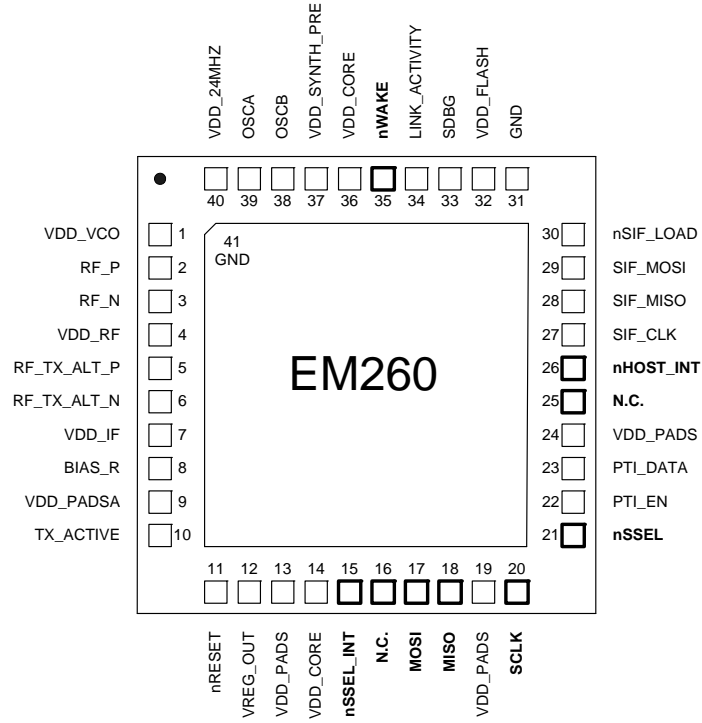 VDD_24MHZ
OSCA
OSCB
VDD_SYNTH_PRE
VDD_CORE
nWAKE
LINK_ACTIVITY
SDBG
VDD_FLASH
GND
40 39 38 37 36 35 34 33 32 31
VDD_VCO 1
RF_P 2
RF_N 3
VDD_RF 4
RF_TX_ALT_P 5
RF_TX_ALT_N 6
VDD_IF 7
BIAS_R 8
VDD_PADSA 9
TX_ACTIVE 10
41
GND
EM260
30 nSIF_LOAD
29 SIF_MOSI
28 SIF_MISO
27 SIF_CLK
26 nHOST_INT
25 N.C.
24 VDD_PADS
23 PTI_DATA
22 PTI_EN
21 nSSEL
11 12 13 14 15 16 17 18 19 20
nRESET
VREG_OUT
VDD_PADS
VDD_CORE
nSSEL_INT
N.C.
MOSI
MISO
VDD_PADS
SCLK